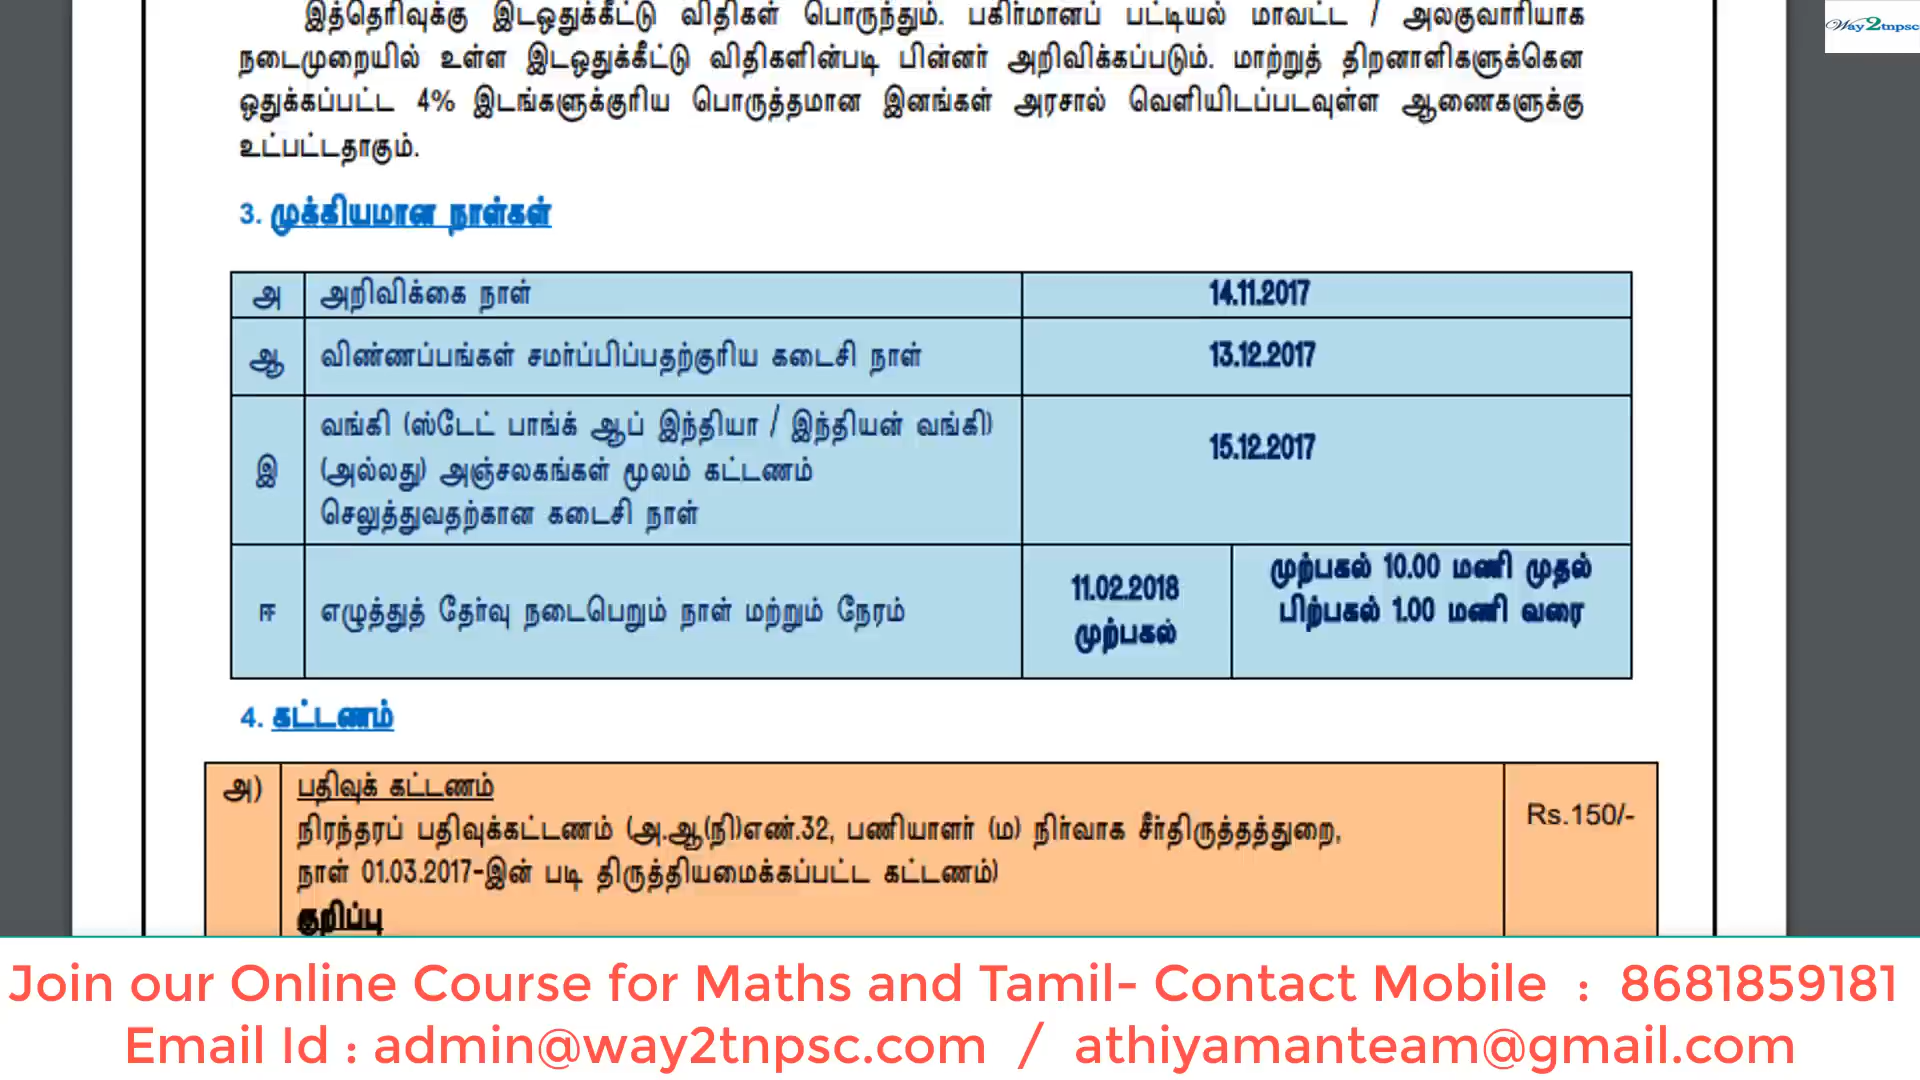 இத்தெரிவுக்கு இடஒதுக்கீட்டு விதிகள் பொருந்தும். பகிர்மானப் பட்டியல் மாவட்ட / அலகுவாரியாக
Way2tnpsc
நடைமுறையில் உள்ள இடஒதுக்கீட்டு விதிகளின்படி பின்னர் அறிவிக்கப்படும். மாற்றுத் திறனாளிகளுக்கென
ஒதுக்கப்பட்ட 4% இடங்களுக்குரிய பொருத்தமான இனங்கள் அரசால் வெளியிடப்படவுள்ள ஆணைகளுக்கு
உட்பட்டதாகும்.
3. முக்கியமான நாள்கள்
அ அறிவிக்கை நாள் 14.11.2017
ஆ விண்ணப்பங்கள் சமர்ப்பிப்பதற்குரிய கடைசி நாள் 13.12.2017
வங்கி (ஸ்டேட் பாங்க் ஆப் இந்தியா / இந்தியன் வங்கி)
இ (அல்லது) அஞ்சலகங்கள் மூலம் கட்டணம் 15.12.2017
செலுத்துவதற்கான கடைசி நாள்
ஈ எழுத்துத் தேர்வு நடைபெறும் நாள் மற்றும் நேரம் 11.02.2018 முற்பகல் 10.00 மணி முதல்
முற்பகல் பிற்பகல் 1.00 மணி வரை
4. கட்டணம்
அ) பதிவுக் கட்டணம் Rs.150/-
நிரந்தரப் பதிவுக்கட்டணம் (அ.ஆ(நி)எண்.32, பணியாளர் (ம) நிர்வாக சீர்திருத்தத்துறை,
நாள் 01.03.2017-இன் படி திருத்தியமைக்கப்பட்ட கட்டணம்)
குறிப்பு
Join our Online Course for Maths and Tamil- Contact Mobile : 8681859181
Email Id : admin@way2tnpsc.com / athiyamanteam@gmail.com